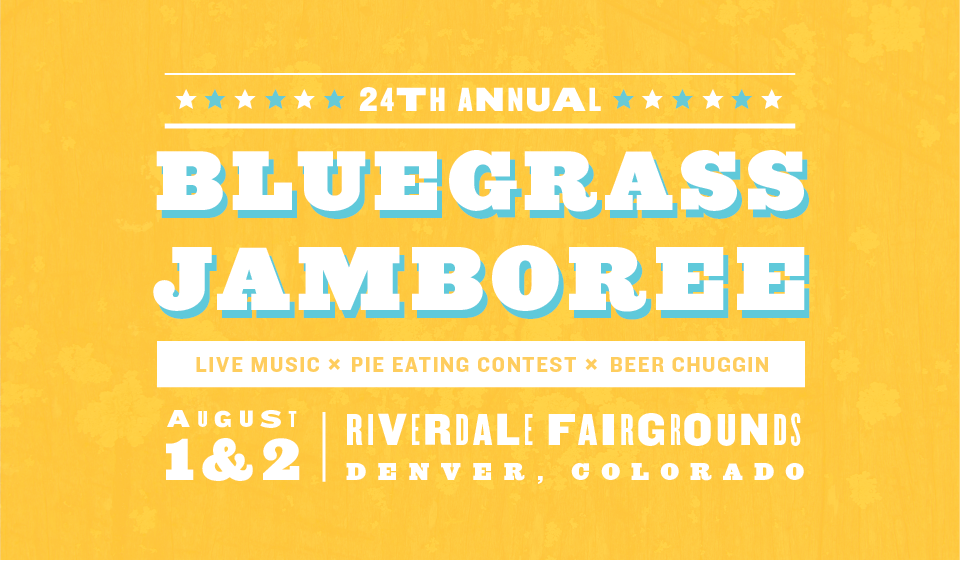 24TH ANNUAL
BLUEGRASS
JAMBOREE
LIVE MUSIC × PIE EATING CONTEST × BEER CHUGGIN
AUGUST
1&2
RIVERDALE FAIRGROUNDS
DENVER, COLORADO